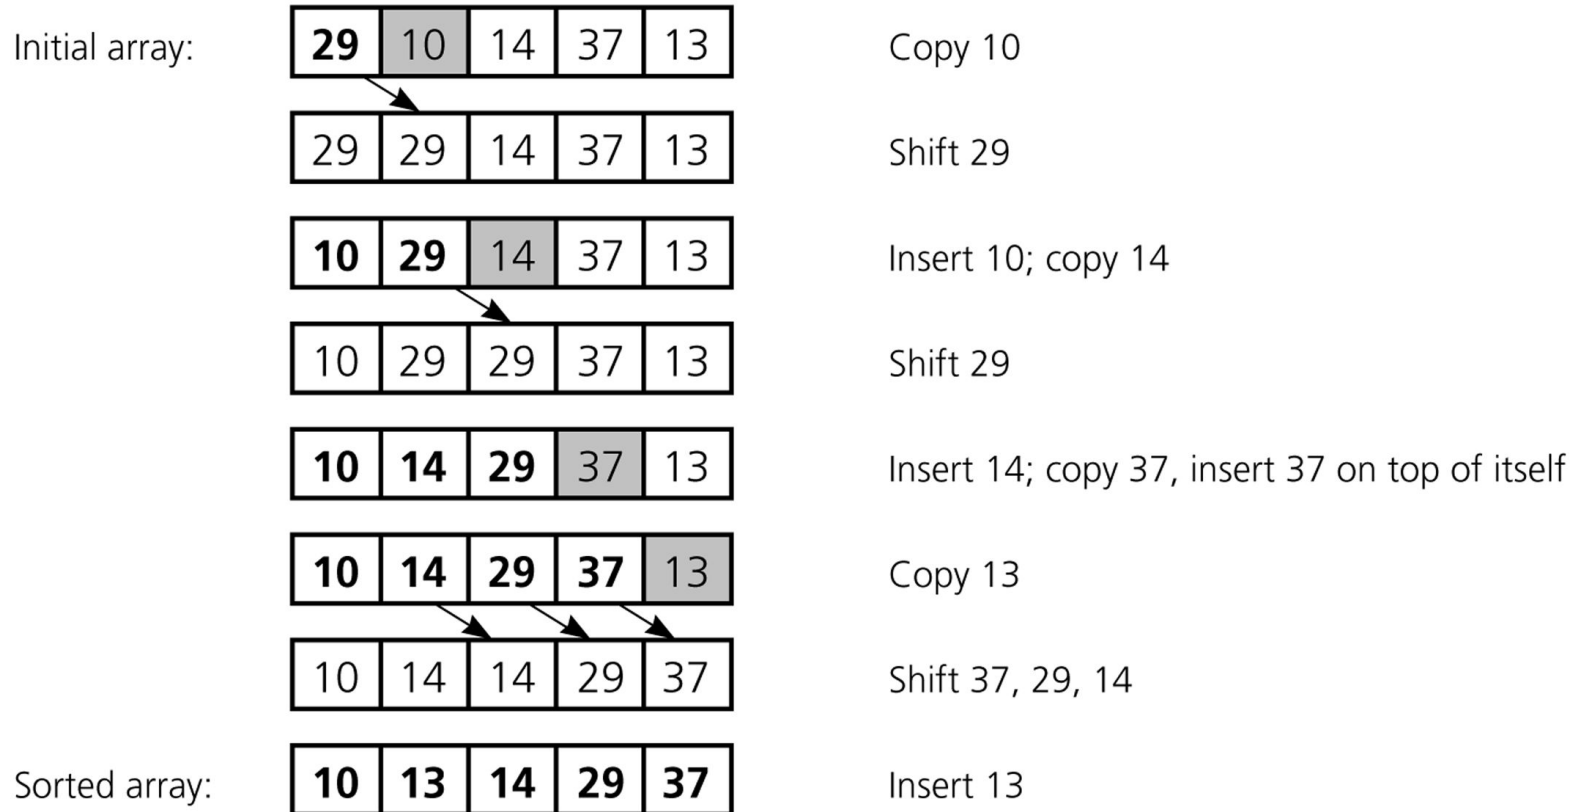 Initial array: 29 10 14 37 13 Copy 10
29 29 14 37 13 Shift 29
10 29 14 37 13 Insert 10; copy 14
10 29 29 37 13 Shift 29
10 14 29 37 13 Insert 14; copy 37, insert 37 on top of itself
10 14 29 37 13 Copy 13
10 14 14 29 37 Shift 37, 29, 14
Sorted array: 10 13 14 29 37 Insert 13